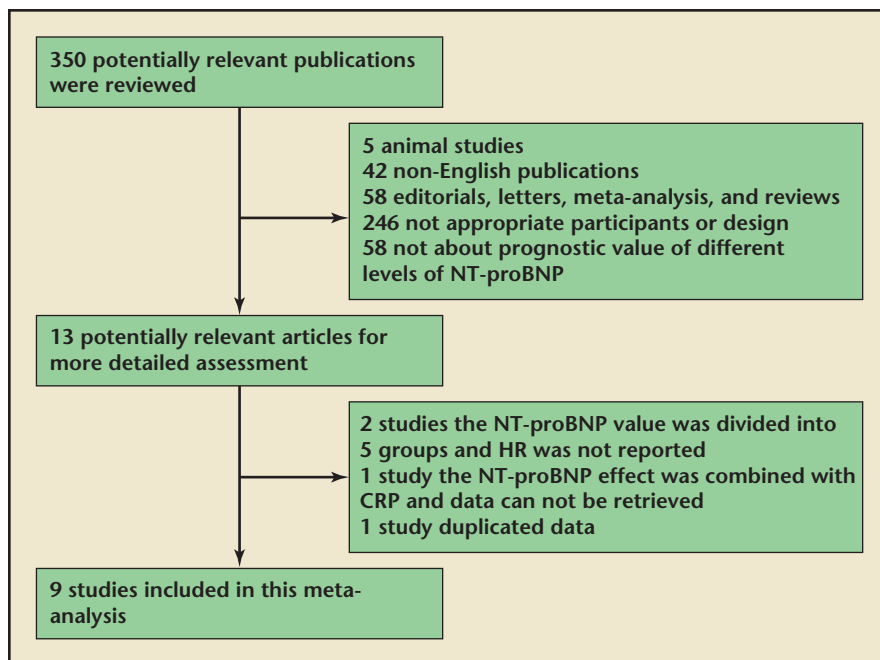 350 potentially relevant publications
were reviewed
5 animal studies
42 non-English publications
58 editorials, letters, meta-analysis, and reviews
246 not appropriate participants or design
58 not about prognostic value of different
levels of NT-proBNP
13 potentially relevant articles for
more detailed assessment
2 studies the NT-proBNP value was divided into
5 groups and HR was not reported
1 study the NT-proBNP effect was combined with
CRP and data can not be retrieved
1 study duplicated data
9 studies included in this meta-
analysis